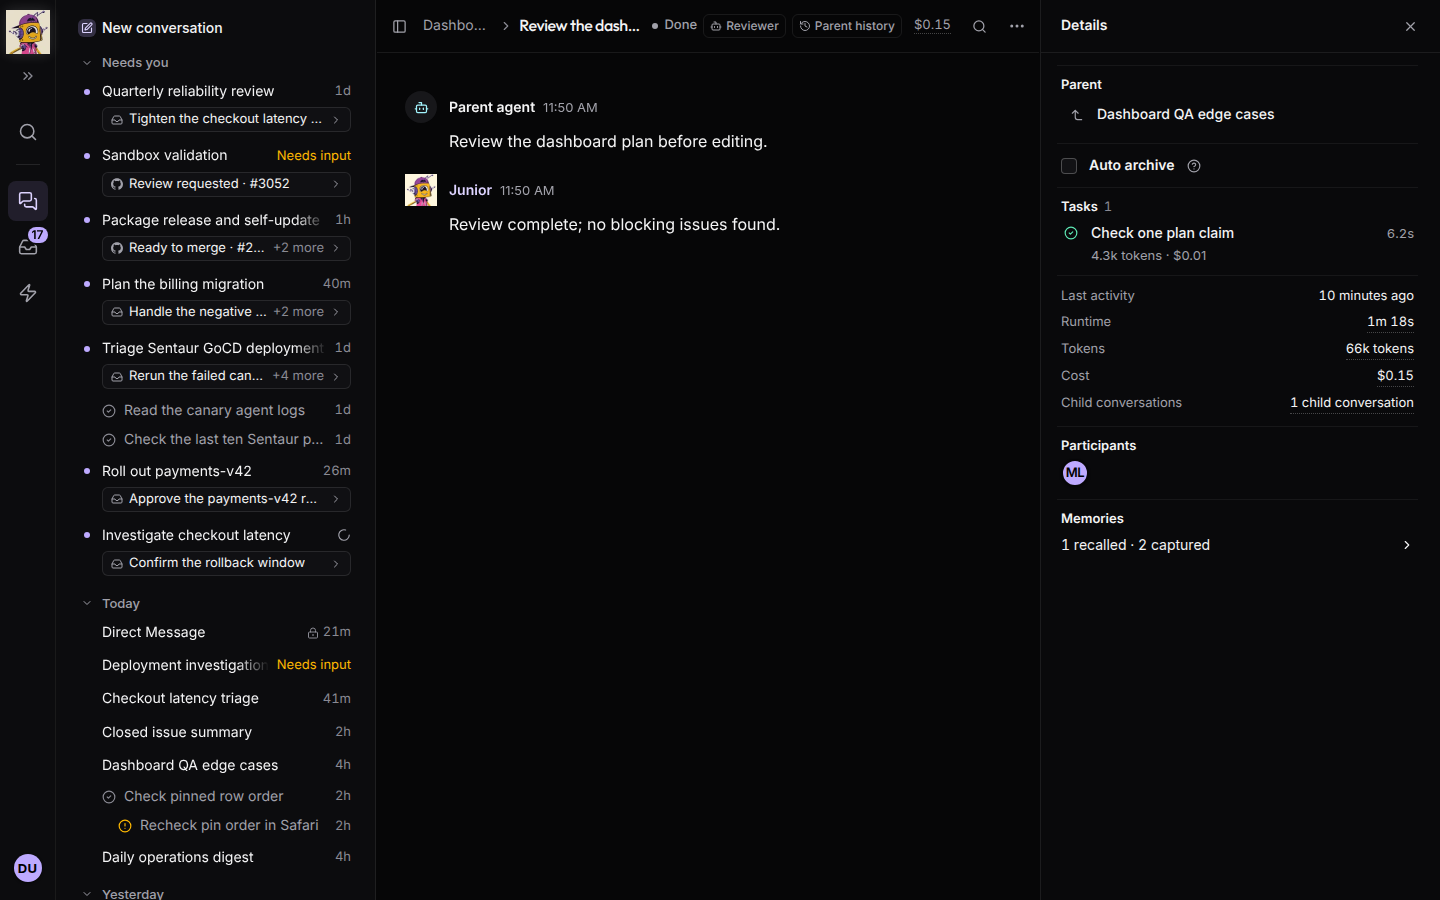 New conversation
Needs you
Quarterly reliability review 1d
Tighten the checkout latency ...
Sandbox validation Needs input
Review requested · #3052
Package release and self-update 1h
Ready to merge · #2... +2 more
17
Plan the billing migration 40m
Handle the negative ... +2 more
Triage Sentaur GoCD deployment 1d
Rerun the failed can... +4 more
Read the canary agent logs 1d
Check the last ten Sentaur p... 1d
Roll out payments-v42 26m
Approve the payments-v42 r...
Investigate checkout latency
Confirm the rollback window
Today
Direct Message 21m
Deployment investigation Needs input
Checkout latency triage 41m
Closed issue summary 2h
Dashboard QA edge cases 4h
Check pinned row order 2h
Recheck pin order in Safari 2h
Daily operations digest 4h
Yesterday
DU
Dashbo... Review the dash... Done Reviewer Parent history $0.15
Parent agent 11:50 AM
Review the dashboard plan before editing.
Junior 11:50 AM
Review complete; no blocking issues found.
Details
Parent
Dashboard QA edge cases
Auto archive
Tasks 1
Check one plan claim 6.2s
4.3k tokens · $0.01
Last activity 10 minutes ago
Runtime 1m 18s
Tokens 66k tokens
Cost $0.15
Child conversations 1 child conversation
Participants
ML
Memories
1 recalled · 2 captured